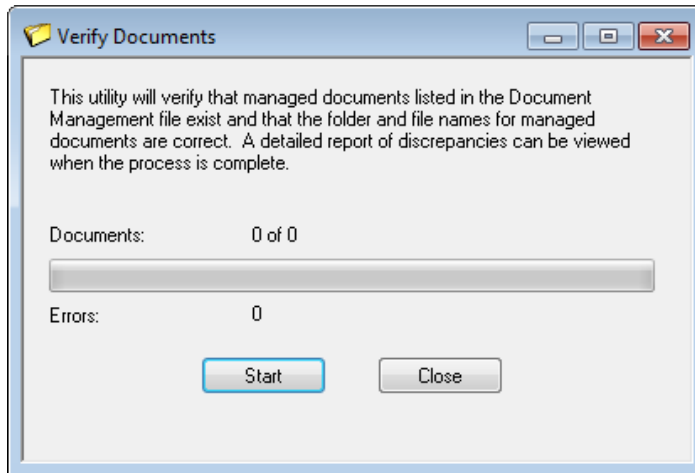 Verify Documents
This utility will verify that managed documents listed in the Document
Management file exist and that the folder and file names for managed
documents are correct.  A detailed report of discrepancies can be viewed
when the process is complete.
Documents: 0 of 0
Errors: 0
Start Close